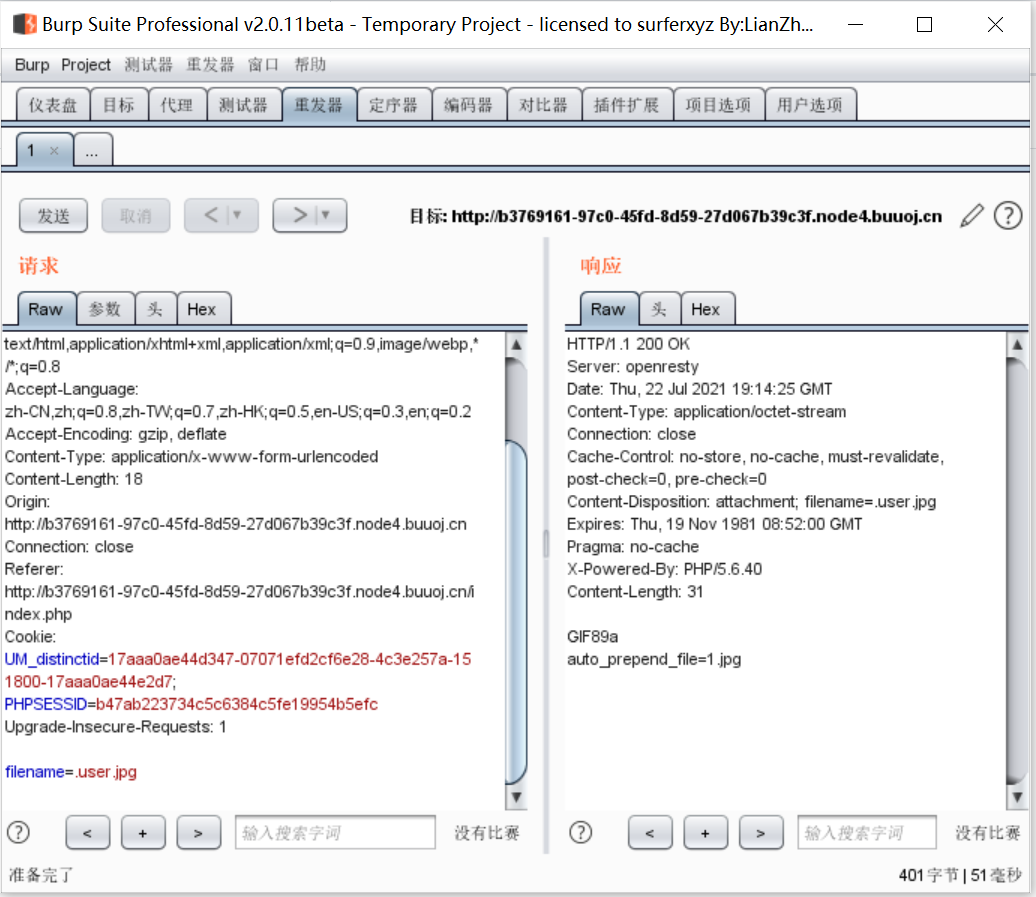 Burp Suite Professional v2.0.11beta - Temporary Project - licensed to surferxyz By:LianZh...
Burp Project 测试器 重发器 窗口 帮助
仪表盘 目标 代理 测试器 重发器 定序器 编码器 对比器 插件扩展 项目选项 用户选项
1 × ...
发送 取消 < ▼ > ▼ 目标: http://b3769161-97c0-45fd-8d59-27d067b39c3f.node4.buuoj.cn ?
请求
Raw 参数 头 Hex
text/html,application/xhtml+xml,application/xml;q=0.9,image/webp,*
/*;q=0.8
Accept-Language:
zh-CN,zh;q=0.8,zh-TW;q=0.7,zh-HK;q=0.5,en-US;q=0.3,en;q=0.2
Accept-Encoding: gzip, deflate
Content-Type: application/x-www-form-urlencoded
Content-Length: 18
Origin:
http://b3769161-97c0-45fd-8d59-27d067b39c3f.node4.buuoj.cn
Connection: close
Referer:
http://b3769161-97c0-45fd-8d59-27d067b39c3f.node4.buuoj.cn/i
ndex.php
Cookie:
UM_distinctid=17aaa0ae44d347-07071efd2cf6e28-4c3e257a-15
1800-17aaa0ae44e2d7;
PHPSESSID=b47ab223734c5c6384c5fe19954b5efc
Upgrade-Insecure-Requests: 1
filename=.user.jpg
? < + > 输入搜索字词 没有比赛
响应
Raw 头 Hex
HTTP/1.1 200 OK
Server: openresty
Date: Thu, 22 Jul 2021 19:14:25 GMT
Content-Type: application/octet-stream
Connection: close
Cache-Control: no-store, no-cache, must-revalidate,
post-check=0, pre-check=0
Content-Disposition: attachment; filename=.user.jpg
Expires: Thu, 19 Nov 1981 08:52:00 GMT
Pragma: no-cache
X-Powered-By: PHP/5.6.40
Content-Length: 31
GIF89a
auto_prepend_file=1.jpg
? < + > 输入搜索字词 没有比赛
准备完了 401字节 | 51毫秒